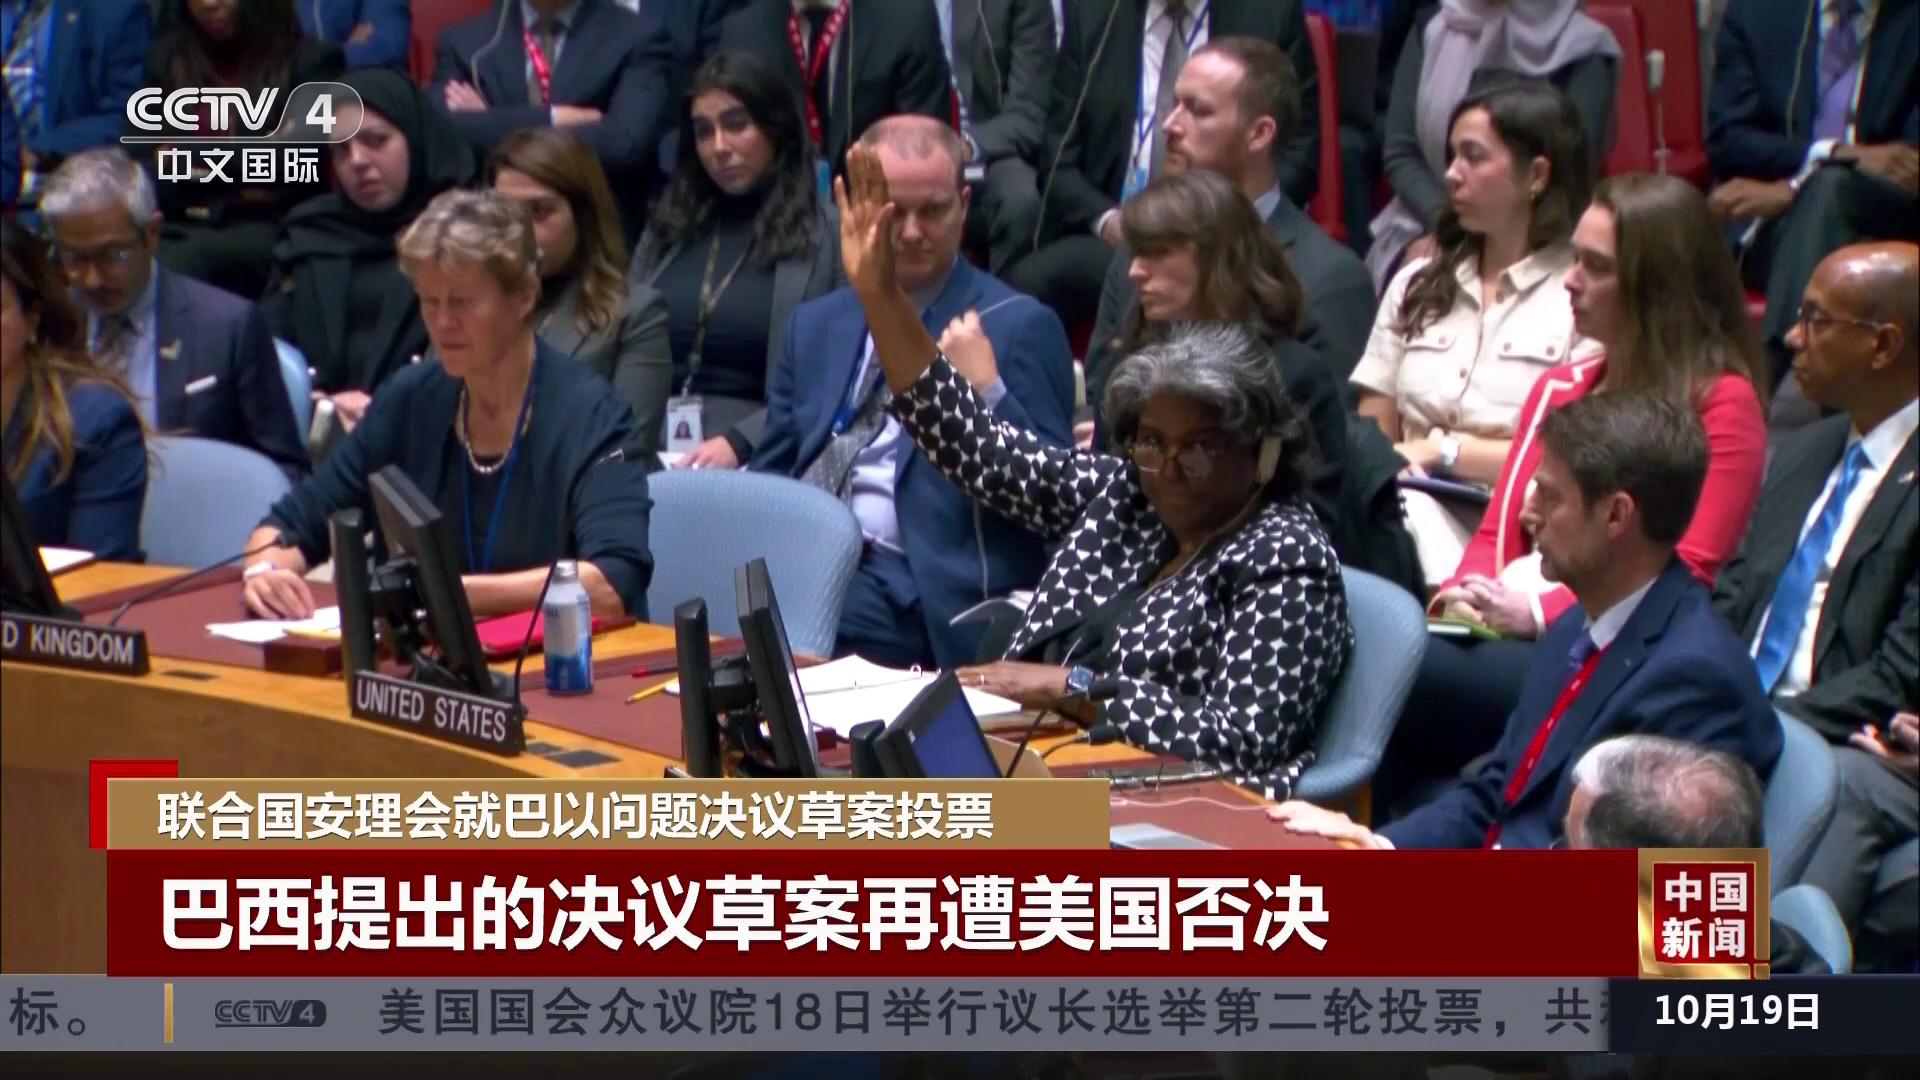 CCTV 4
中文国际
D KINGDOM
UNITED STATES
联合国安理会就巴以问题决议草案投票
巴西提出的决议草案再遭美国否决
中国
新闻
标。 CCTV 4 美国国会众议院18日举行议长选举第二轮投票，共
10月19日